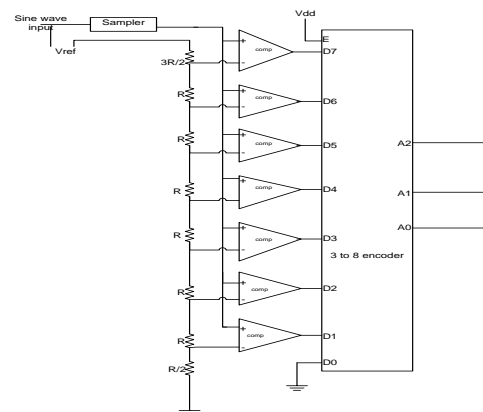 Sine wave
input
Sampler
Vref
Vdd
3R/2
+
-
comp
E
D7
R
+
-
comp
D6
R
+
-
comp
D5
A2
R
+
-
comp
D4
A1
R
+
-
comp
D3
A0
3 to 8 encoder
R
+
-
comp
D2
R
+
-
comp
D1
R/2
D0